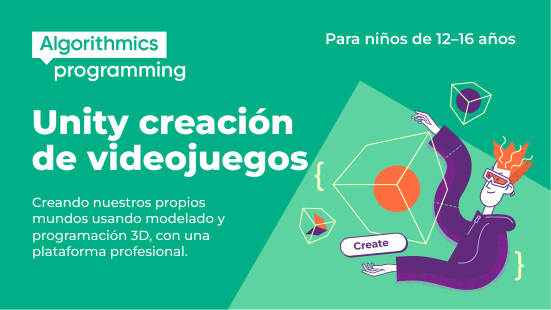 Algorithmics
programming
Para niños de 12–16 años
Unity creación
de videojuegos
Creando nuestros propios
mundos usando modelado y
programación 3D, con una
plataforma profesional.
{
Create
}